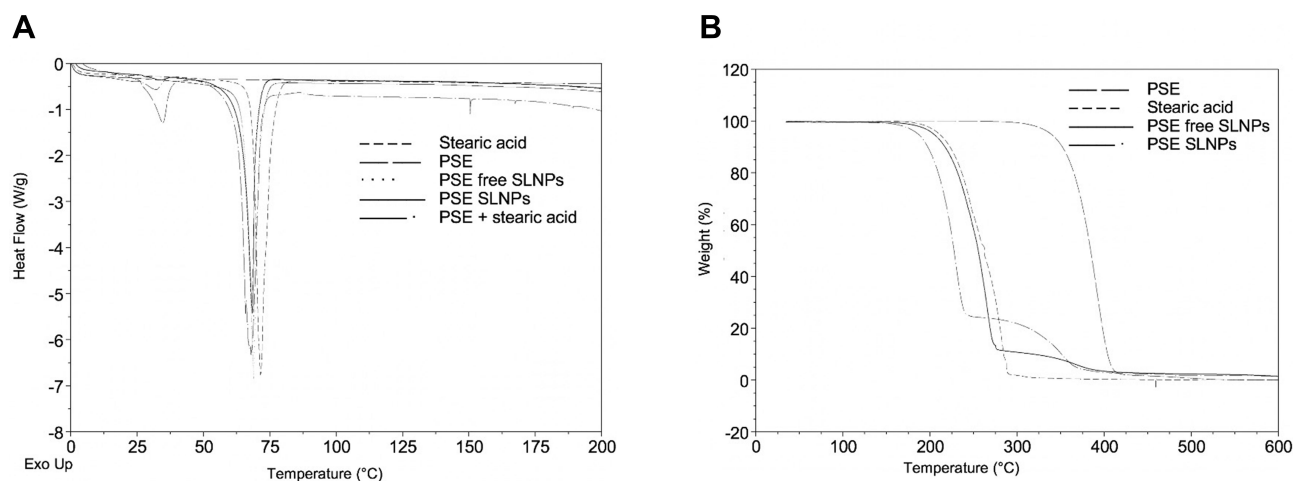 A
0
-1
-2
-3
-4
-5
-6
-7
-8
Heat Flow (W/g)
Stearic acid
PSE
PSE free SLNPs
PSE SLNPs
PSE + stearic acid
0 25 50 75 100 125 150 175 200
Exo Up
Temperature (°C)
B
120
100
80
60
40
20
0
-20
Weight (%)
PSE
Stearic acid
PSE free SLNPs
PSE SLNPs
0 100 200 300 400 500 600
Temperature (°C)